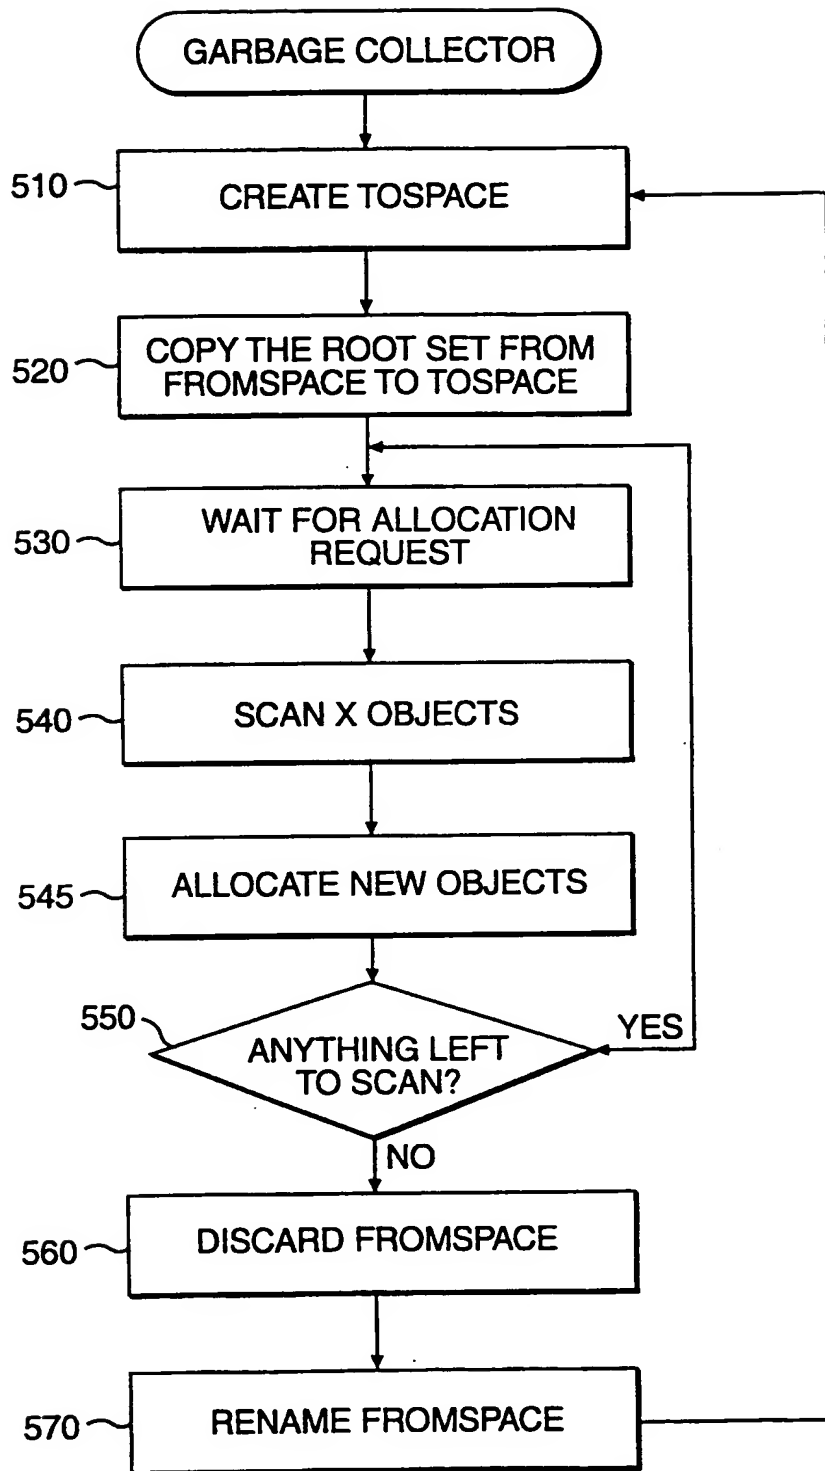 GARBAGE COLLECTOR
510
CREATE TOSPACE
520
COPY THE ROOT SET FROM
FROMSPACE TO TOSPACE
530
WAIT FOR ALLOCATION
REQUEST
540
SCAN X OBJECTS
545
ALLOCATE NEW OBJECTS
550
ANYTHING LEFT
TO SCAN?
YES
NO
560
DISCARD FROMSPACE
570
RENAME FROMSPACE